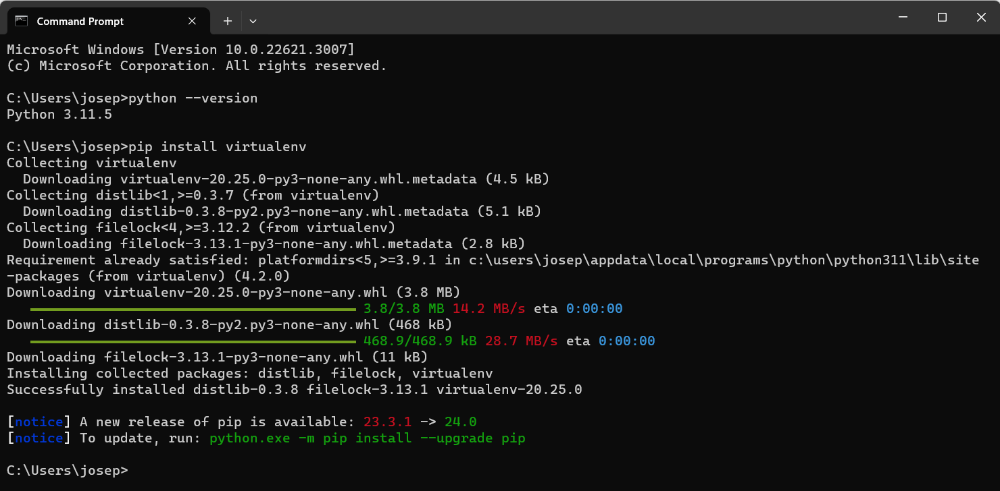 Command Prompt
Microsoft Windows [Version 10.0.22621.3007]
(c) Microsoft Corporation. All rights reserved.
C:\Users\josep>python --version
Python 3.11.5
C:\Users\josep>pip install virtualenv
Collecting virtualenv
  Downloading virtualenv-20.25.0-py3-none-any.whl.metadata (4.5 kB)
Collecting distlib<1,>=0.3.7 (from virtualenv)
  Downloading distlib-0.3.8-py2.py3-none-any.whl.metadata (5.1 kB)
Collecting filelock<4,>=3.12.2 (from virtualenv)
  Downloading filelock-3.13.1-py3-none-any.whl.metadata (2.8 kB)
Requirement already satisfied: platformdirs<5,>=3.9.1 in c:\users\josep\appdata\local\programs\python\python311\lib\site
-packages (from virtualenv) (4.2.0)
Downloading virtualenv-20.25.0-py3-none-any.whl (3.8 MB)
3.8/3.8 MB 14.2 MB/s eta 0:00:00
Downloading distlib-0.3.8-py2.py3-none-any.whl (468 kB)
468.9/468.9 kB 28.7 MB/s eta 0:00:00
Downloading filelock-3.13.1-py3-none-any.whl (11 kB)
Installing collected packages: distlib, filelock, virtualenv
Successfully installed distlib-0.3.8 filelock-3.13.1 virtualenv-20.25.0
[notice] A new release of pip is available: 23.3.1 -> 24.0
[notice] To update, run: python.exe -m pip install --upgrade pip
C:\Users\josep>